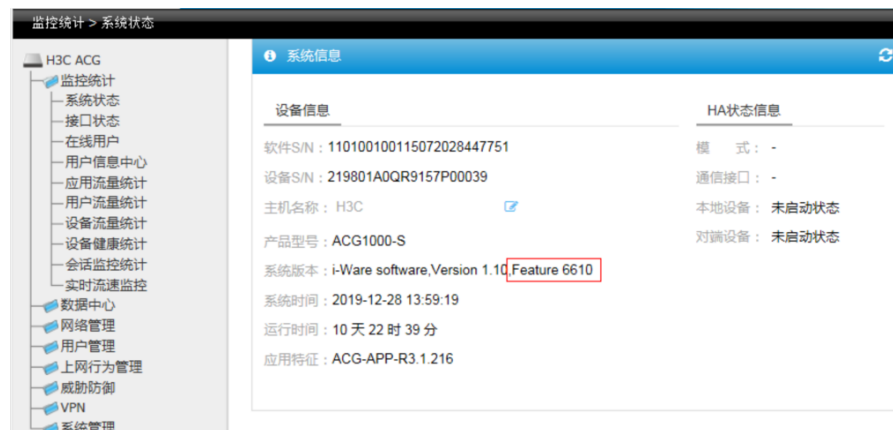 监控统计 > 系统状态
H3C ACG
监控统计
系统状态
接口状态
在线用户
用户信息中心
应用流量统计
用户流量统计
设备流量统计
设备健康统计
会话监控统计
实时流速监控
数据中心
网络管理
用户管理
上网行为管理
威胁防御
VPN
系统管理
系统信息
设备信息
软件S/N：110100100115072028447751
设备S/N：219801A0QR9157P00039
主机名称：H3C
产品型号：ACG1000-S
系统版本：i-Ware software,Version 1.10,Feature 6610
系统时间：2019-12-28 13:59:19
运行时间：10 天 22 时 39 分
应用特征：ACG-APP-R3.1.216
HA状态信息
模 式： -
通信接口： -
本地设备： 未启动状态
对端设备： 未启动状态